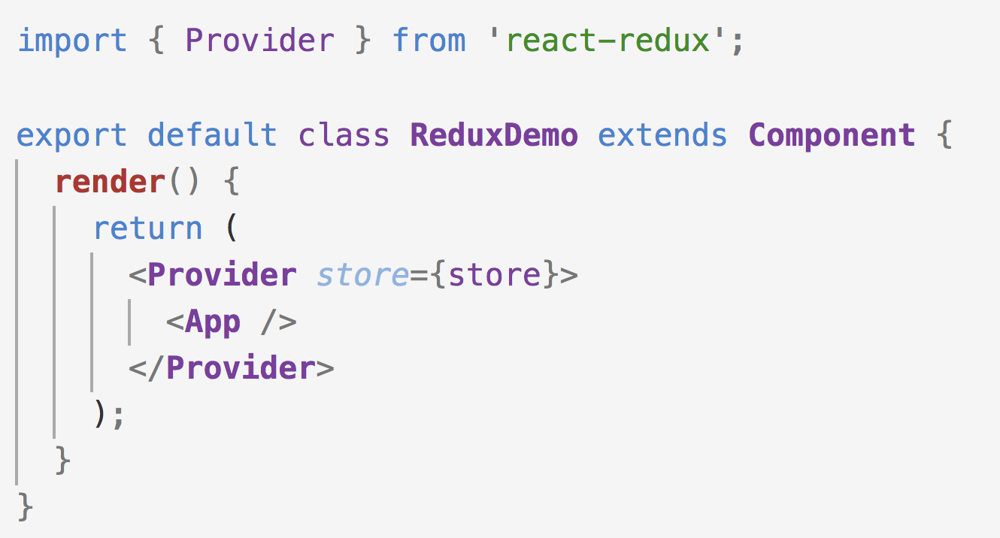 import { Provider } from 'react-redux';

export default class ReduxDemo extends Component {
  render() {
    return (
      <Provider store={store}>
        <App />
      </Provider>
    );
  }
}